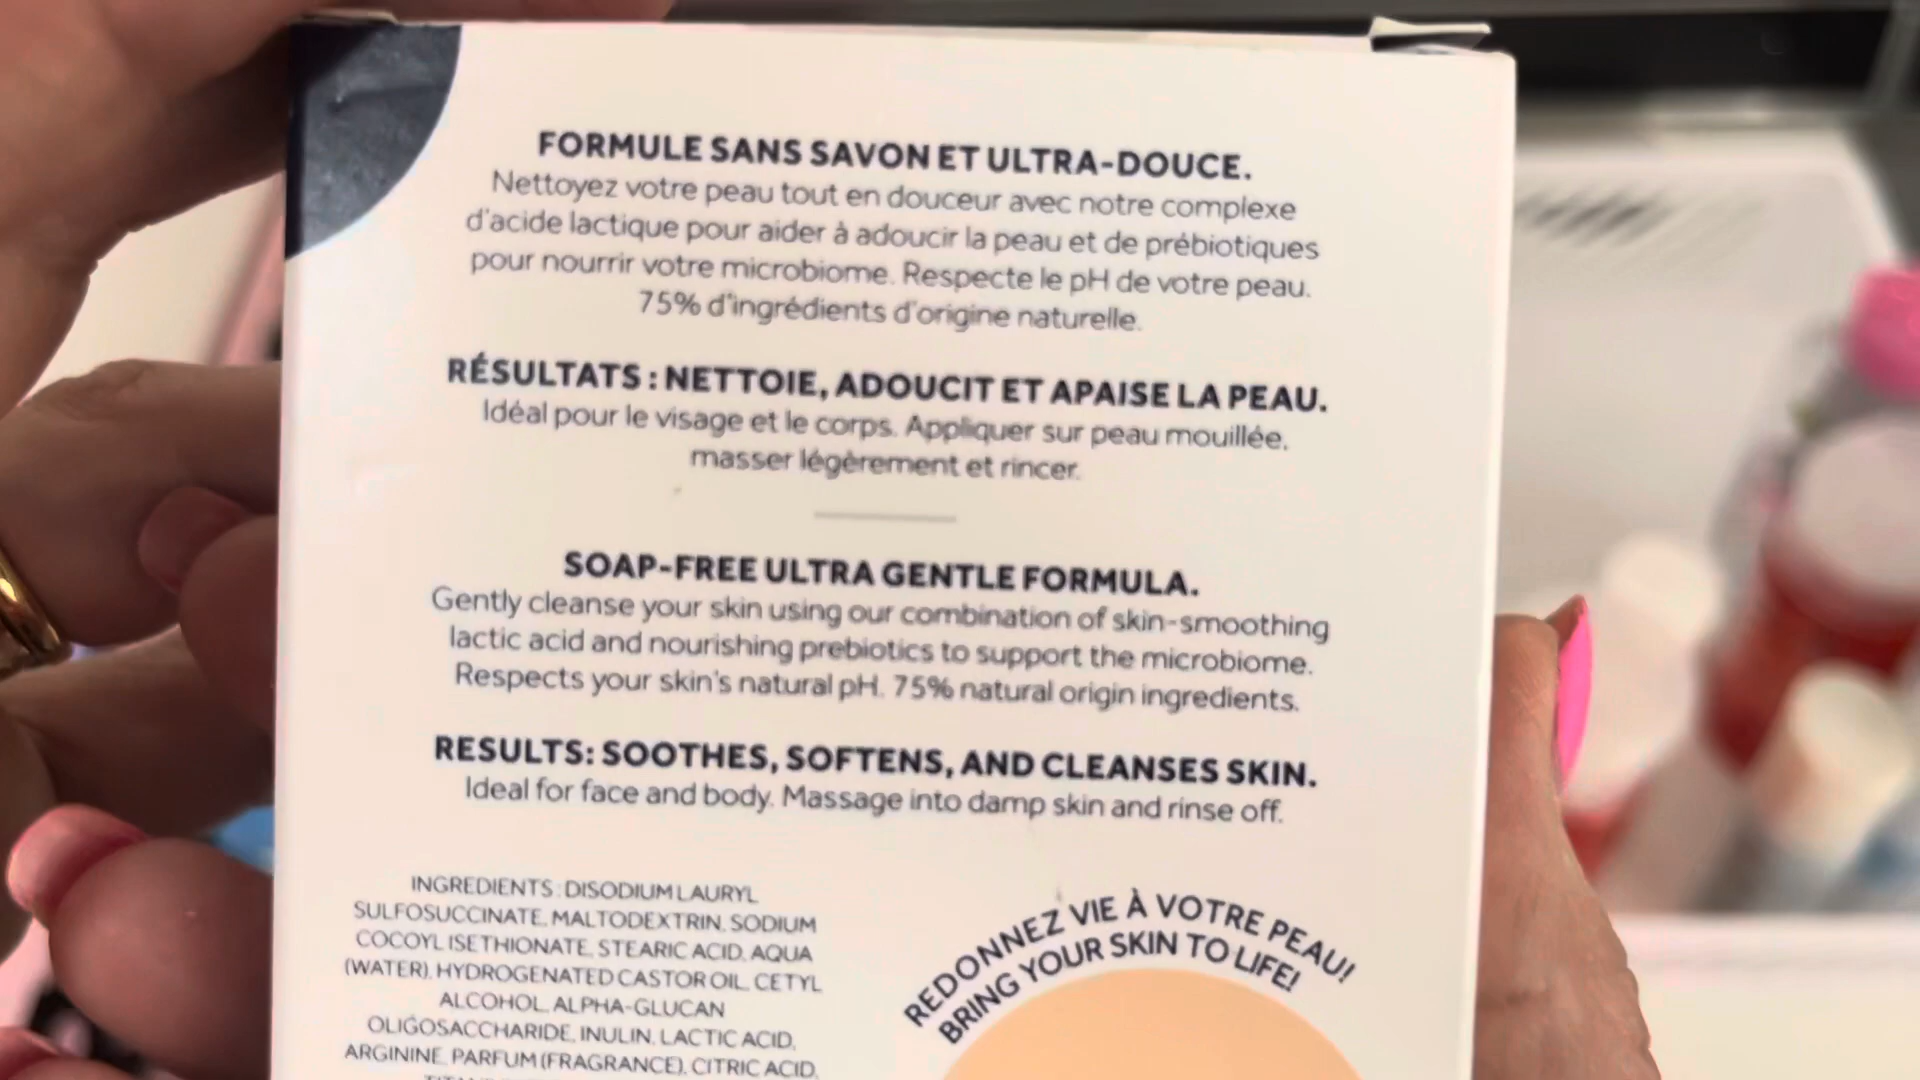 FORMULE SANS SAVON ET ULTRA-DOUCE.
Nettoyez votre peau tout en douceur avec notre complexe
d'acide lactique pour aider à adoucir la peau et de prébiotiques
pour nourrir votre microbiome. Respecte le pH de votre peau.
75% d'ingrédients d'origine naturelle.
RÉSULTATS : NETTOIE, ADOUCIT ET APAISE LA PEAU.
Idéal pour le visage et le corps. Appliquer sur peau mouillée,
masser légèrement et rincer.
SOAP-FREE ULTRA GENTLE FORMULA.
Gently cleanse your skin using our combination of skin-smoothing
lactic acid and nourishing prebiotics to support the microbiome.
Respects your skin's natural pH. 75% natural origin ingredients.
RESULTS: SOOTHES, SOFTENS, AND CLEANSES SKIN.
Ideal for face and body. Massage into damp skin and rinse off.
INGREDIENTS : DISODIUM LAURYL
SULFOSUCCINATE, MALTODEXTRIN, SODIUM
COCOYL ISETHIONATE, STEARIC ACID, AQUA
(WATER), HYDROGENATED CASTOR OIL, CETYL
ALCOHOL, ALPHA-GLUCAN
OLIGOSACCHARIDE, INULIN, LACTIC ACID,
ARGININE, PARFUM (FRAGRANCE), CITRIC ACID,
REDONNEZ VIE À VOTRE PEAU!
BRING YOUR SKIN TO LIFE!